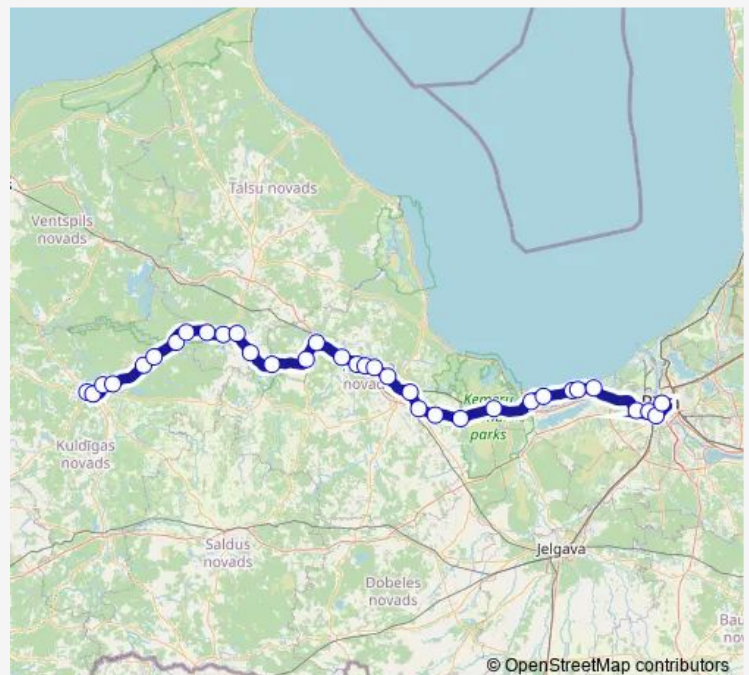 Talsu novads
Ventspils
novads
novads
Ķemeru
parks
Kuldīgas
novads
Saldus
novads
Jelgava
Dobeles
novads
© OpenStreetMap contributors